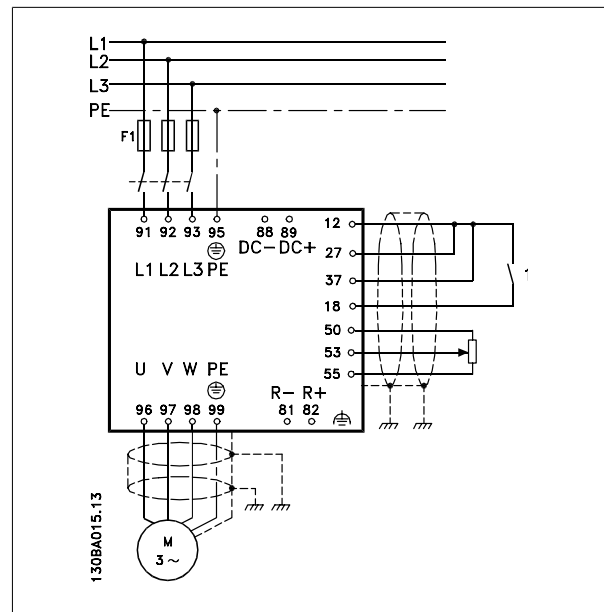 L1
L2
L3
PE
F1
91 92 93 95 88 89
DC- DC+
L1 L2 L3 PE
12
27
37
18
50
53
55
U V W PE
R- R+
96 97 98 99 81 82
M
3~
130BA015.13